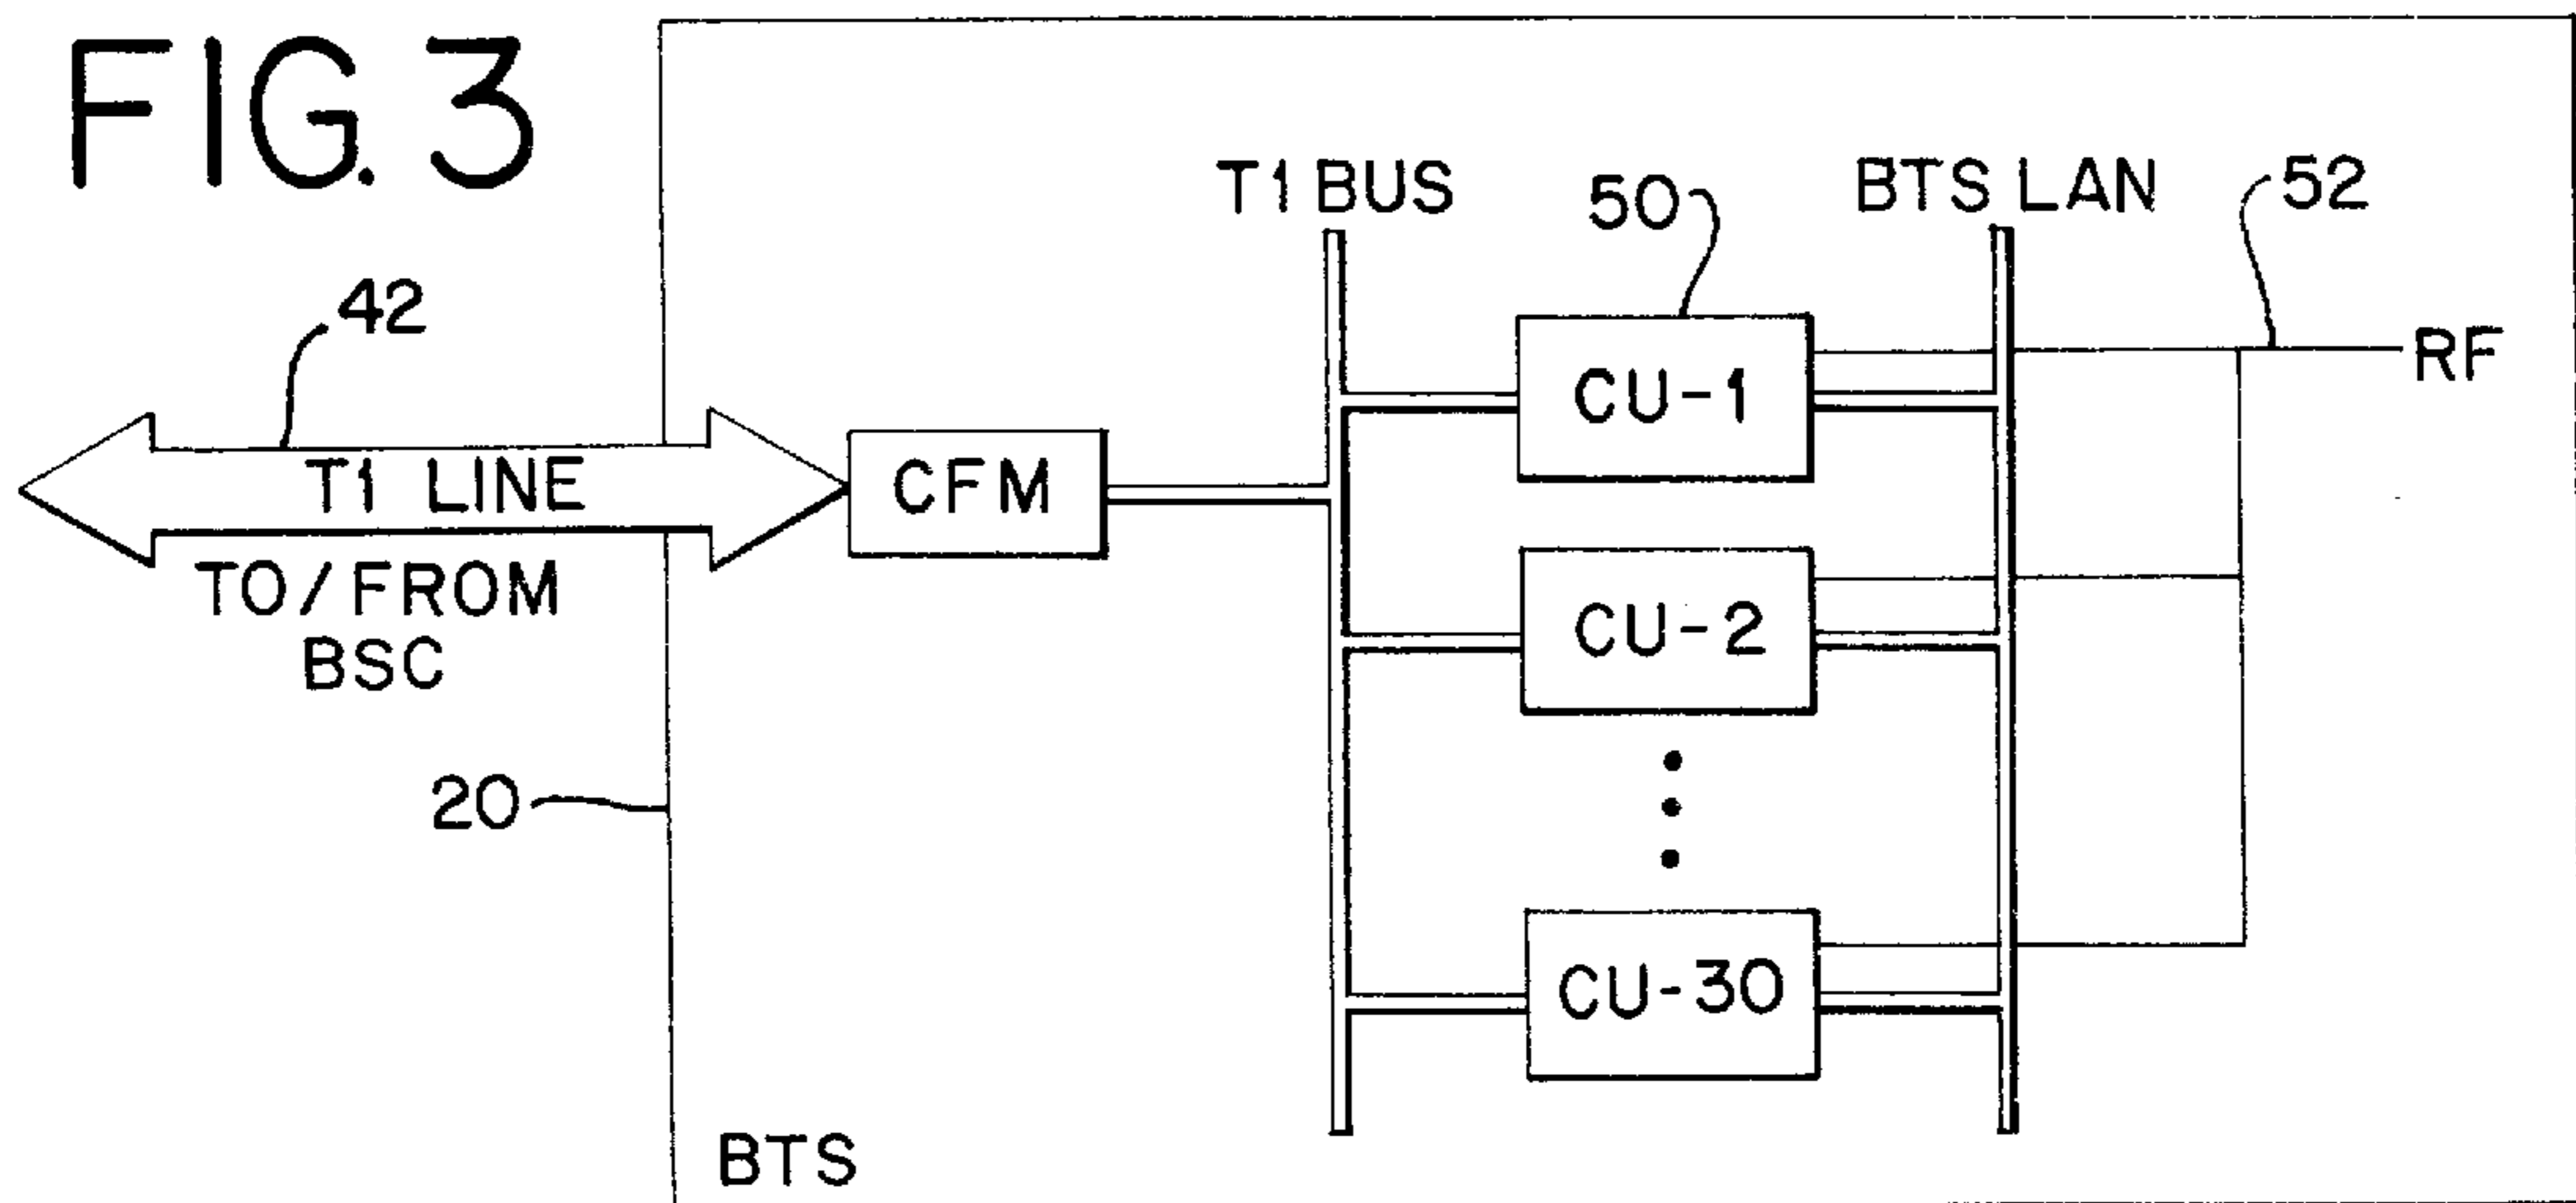 FIG. 3
T1 BUS
50
BTS LAN
52
42
RF
CU-1
T1 LINE
CFM
TO/FROM
BSC
CU-2
20
CU-30
BTS